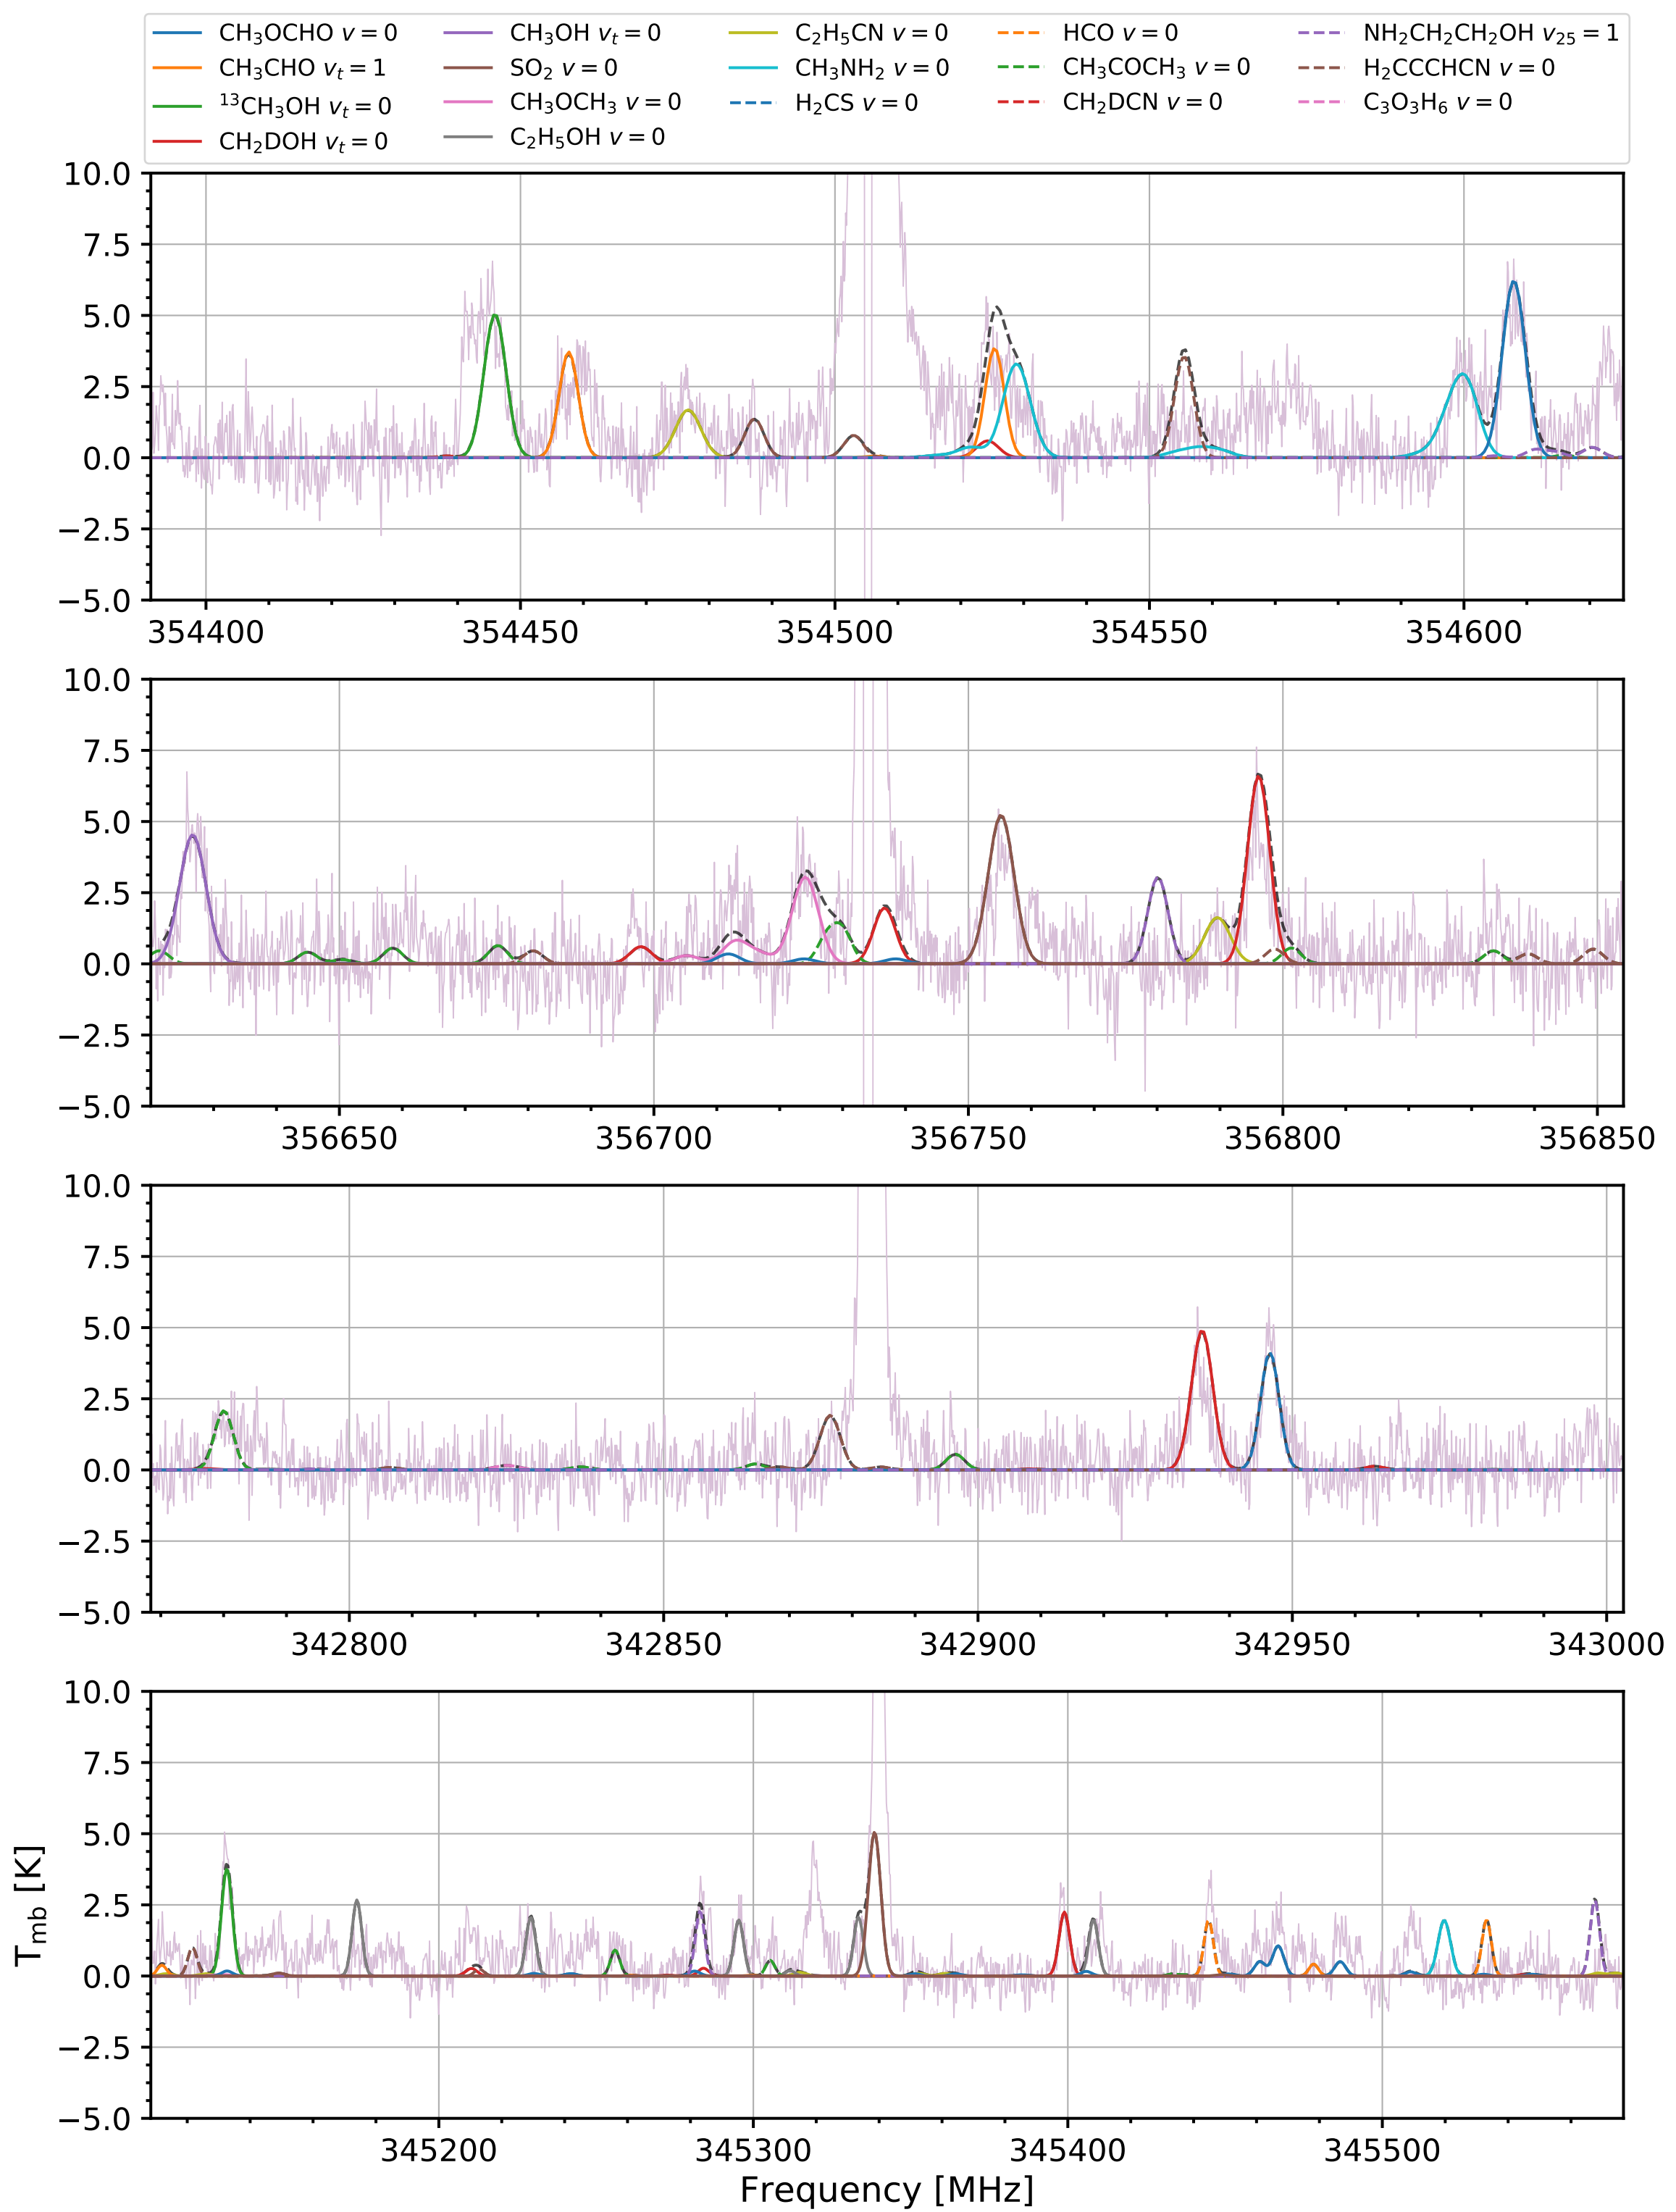 CH₃OCHO v = 0 CH₃OH vₜ = 0 C₂H₅CN v = 0 HCO v = 0 NH₂CH₂CH₂OH v₂₅ = 1
CH₃CHO vₜ = 1 SO₂ v = 0 CH₃NH₂ v = 0 CH₃COCH₃ v = 0 H₂CCCHCN v = 0
¹³CH₃OH vₜ = 0 CH₃OCH₃ v = 0 H₂CS v = 0 CH₂DCN v = 0 C₃O₃H₆ v = 0
CH₂DOH vₜ = 0 C₂H₅OH v = 0
10.0
7.5
5.0
2.5
0.0
−2.5
−5.0
354400 354450 354500 354550 354600
10.0
7.5
5.0
2.5
0.0
−2.5
−5.0
356650 356700 356750 356800 356850
10.0
7.5
5.0
2.5
0.0
−2.5
−5.0
342800 342850 342900 342950 343000
10.0
7.5
5.0
2.5
0.0
−2.5
−5.0
345200 345300 345400 345500
T_mb [K]
Frequency [MHz]